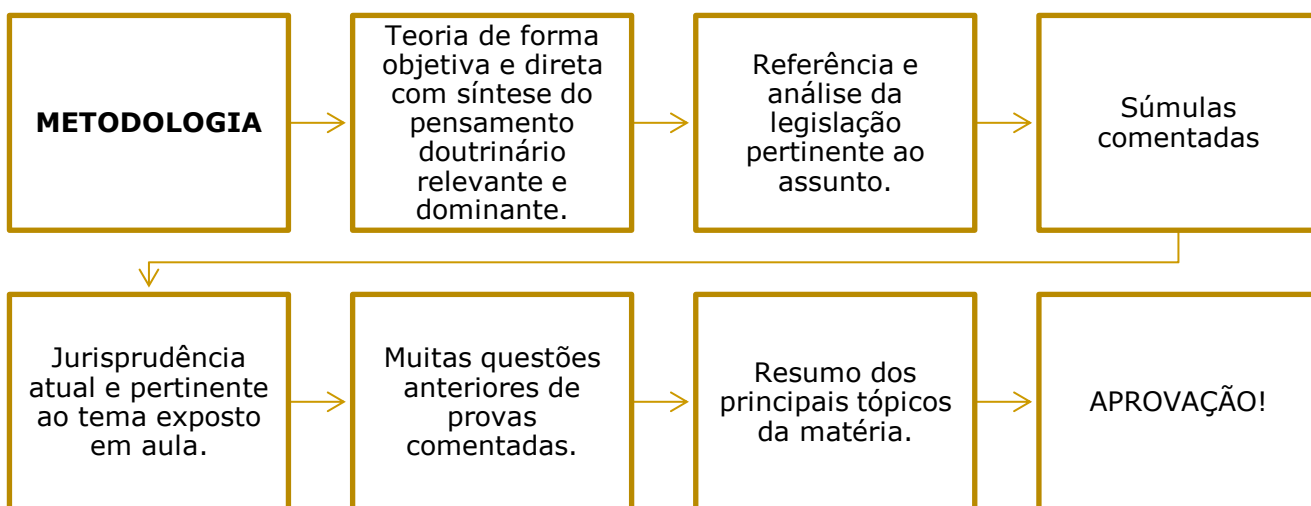 METODOLOGIA
Teoria de forma
objetiva e direta
com síntese do
pensamento
doutrinário
relevante e
dominante.
Referência e
análise da
legislação
pertinente ao
assunto.
Súmulas
comentadas
Jurisprudência
atual e pertinente
ao tema exposto
em aula.
Muitas questões
anteriores de
provas
comentadas.
Resumo dos
principais tópicos
da matéria.
APROVAÇÃO!